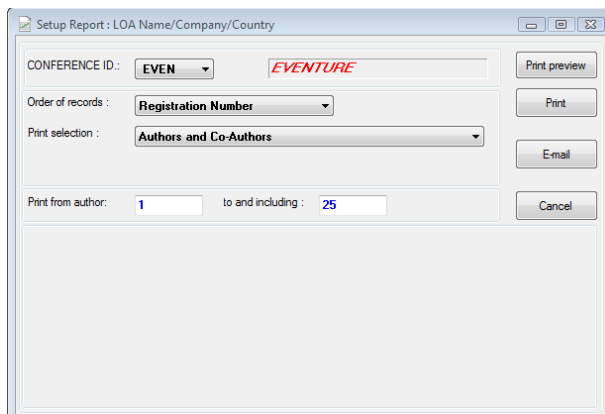 Setup Report : LOA Name/Company/Country
CONFERENCE ID.: EVEN EVENTURE Print preview
Order of records : Registration Number Print
Print selection : Authors and Co-Authors
E-mail
Print from author: 1 to and including : 25 Cancel